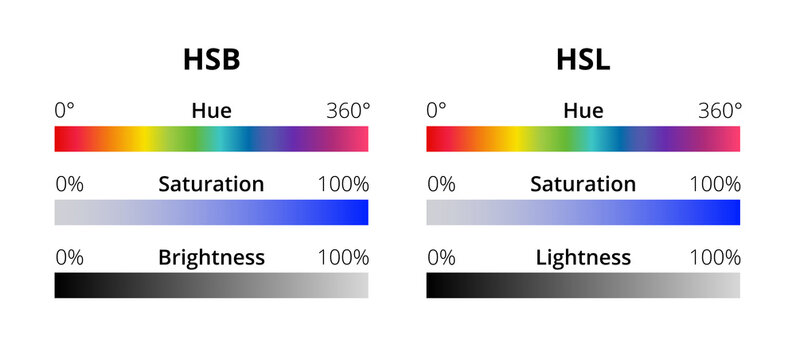 HSB
0° Hue 360°
0% Saturation 100%
0% Brightness 100%
HSL
0° Hue 360°
0% Saturation 100%
0% Lightness 100%